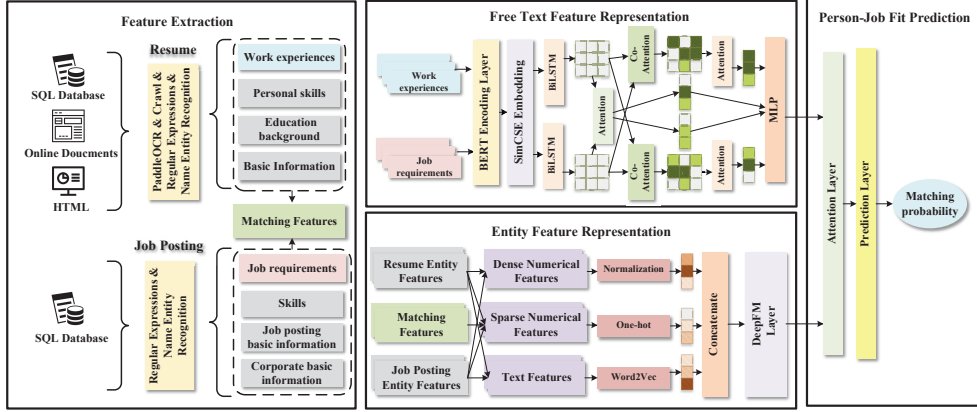 Feature Extraction
Resume
SQL Database
Online Doucments
HTML
PaddleOCR & Crawl &
Regular Expressions &
Name Entity Recognition
Work experiences
Personal skills
Education
background
Basic Information
Matching Features
Job Posting
SQL Database
Regular Expressions &
Name Entity
Recognition
Job requirements
Skills
Job posting
basic information
Corporate basic
information
Free Text Feature Representation
Work
experiences
Job
requirements
BERT Encoding Layer
SimCSE Embedding
BiLSTM
BiLSTM
Attention
Co-
Attention
Co-
Attention
Attention
Attention
MLP
Entity Feature Representation
Resume Entity
Features
Matching
Features
Job Posting
Entity Features
Dense Numerical
Features
Sparse Numerical
Features
Text Features
Normalization
One-hot
Word2Vec
Concatenate
DeepFM
Layer
Person-Job Fit Prediction
Attention Layer
Prediction Layer
Matching
probability